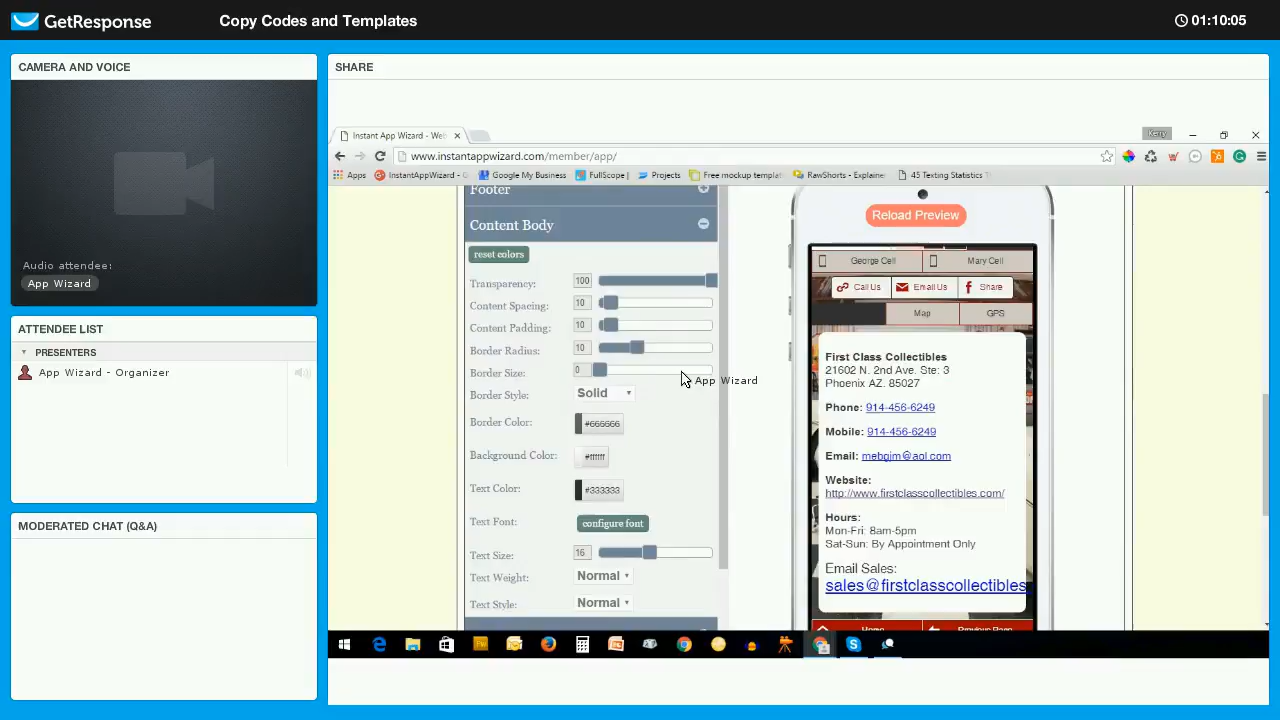 GetResponse
Copy Codes and Templates
01:10:05
CAMERA AND VOICE
Audio attendee:
App Wizard
ATTENDEE LIST
PRESENTERS
App Wizard - Organizer
MODERATED CHAT (Q&A)
SHARE
Instant App Wizard - Web
Kerry
www.instantappwizard.com/member/app/
Apps
InstantAppWizard - G
Google My Business
FullScope |
Projects
Free mockup templat
RawShorts - Explaine
45 Texting Statistics T
Footer
Content Body
reset colors
Transparency: 100
Content Spacing: 10
Content Padding: 10
Border Radius: 10
Border Size: 0
Border Style: Solid
Border Color: #666666
Background Color: #ffffff
Text Color: #333333
Text Font: configure font
Text Size: 16
Text Weight: Normal
Text Style: Normal
App Wizard
Reload Preview
George Cell
Mary Cell
Call Us
Email Us
Share
Map
GPS
First Class Collectibles
21602 N. 2nd Ave. Ste: 3
Phoenix AZ. 85027
Phone: 914-456-6249
Mobile: 914-456-6249
Email: mebgjm@aol.com
Website:
http://www.firstclasscollectibles.com/
Hours:
Mon-Fri: 8am-5pm
Sat-Sun: By Appointment Only
Email Sales:
sales@firstclasscollectibles
Home
Previous Page